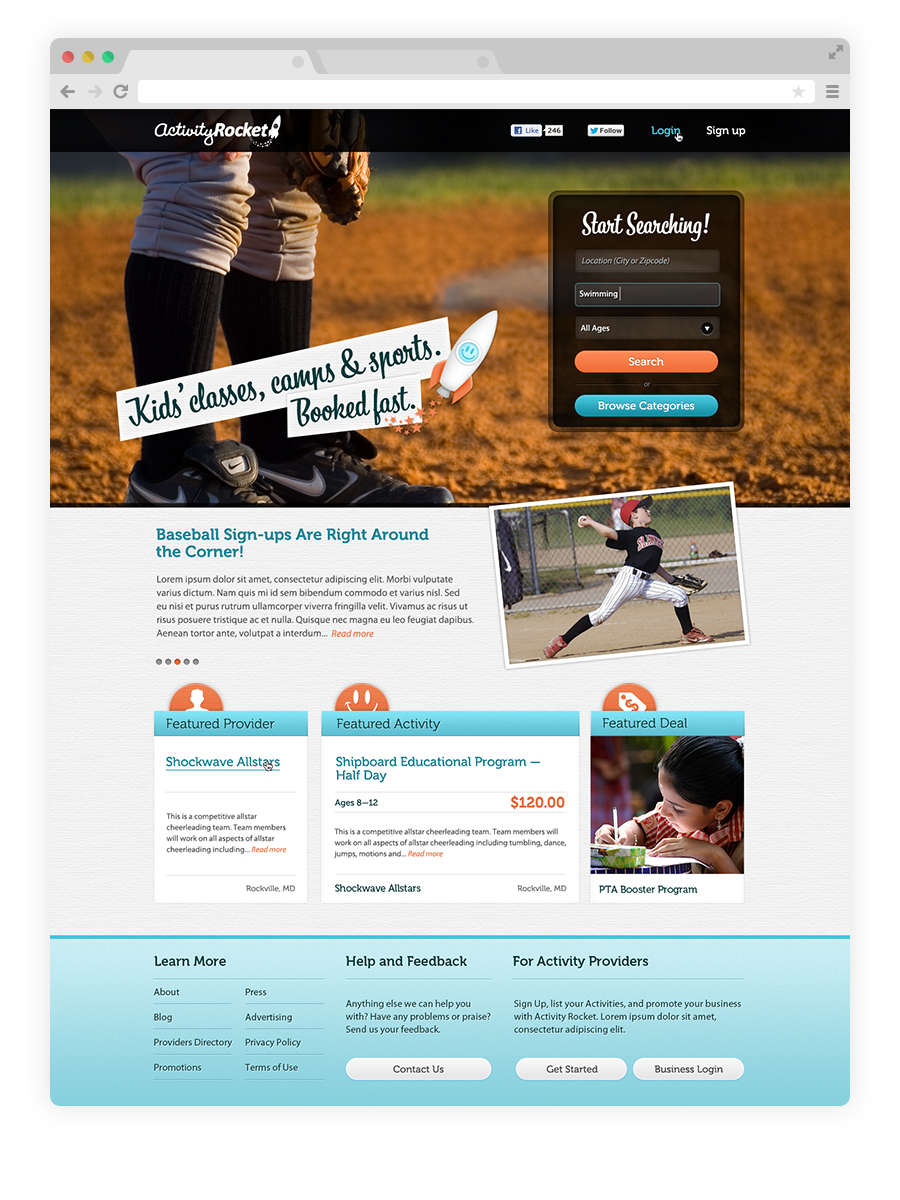 ActivityRocket
Like 246
Follow
Login
Sign up
Start Searching!
Location (City or Zipcode)
Swimming
All Ages
Search
or
Browse Categories
Kids' classes, camps & sports.
Booked fast.
Baseball Sign-ups Are Right Around
the Corner!
Lorem ipsum dolor sit amet, consectetur adipiscing elit. Morbi vulputate
varius dictum. Nam quis mi id sem bibendum commodo et varius nisl. Sed
eu nisi et purus rutrum ullamcorper viverra fringilla velit. Vivamus ac risus ut
risus posuere tristique ac et nulla. Quisque nec magna eu leo feugiat dapibus.
Aenean tortor ante, volutpat a interdum... Read more
Featured Provider
Shockwave Allstars
This is a competitive allstar
cheerleading team. Team members
will work on all aspects of allstar
cheerleading including... Read more
Rockville, MD
Featured Activity
Shipboard Educational Program —
Half Day
Ages 8—12
$120.00
This is a competitive allstar cheerleading team. Team members will
work on all aspects of allstar cheerleading including tumbling, dance,
jumps, motions and... Read more
Shockwave Allstars
Rockville, MD
Featured Deal
PTA Booster Program
Learn More
About
Press
Blog
Advertising
Providers Directory
Privacy Policy
Promotions
Terms of Use
Help and Feedback
Anything else we can help you
with? Have any problems or praise?
Send us your feedback.
Contact Us
For Activity Providers
Sign Up, list your Activities, and promote your business
with Activity Rocket. Lorem ipsum dolor sit amet,
consectetur adipiscing elit.
Get Started
Business Login